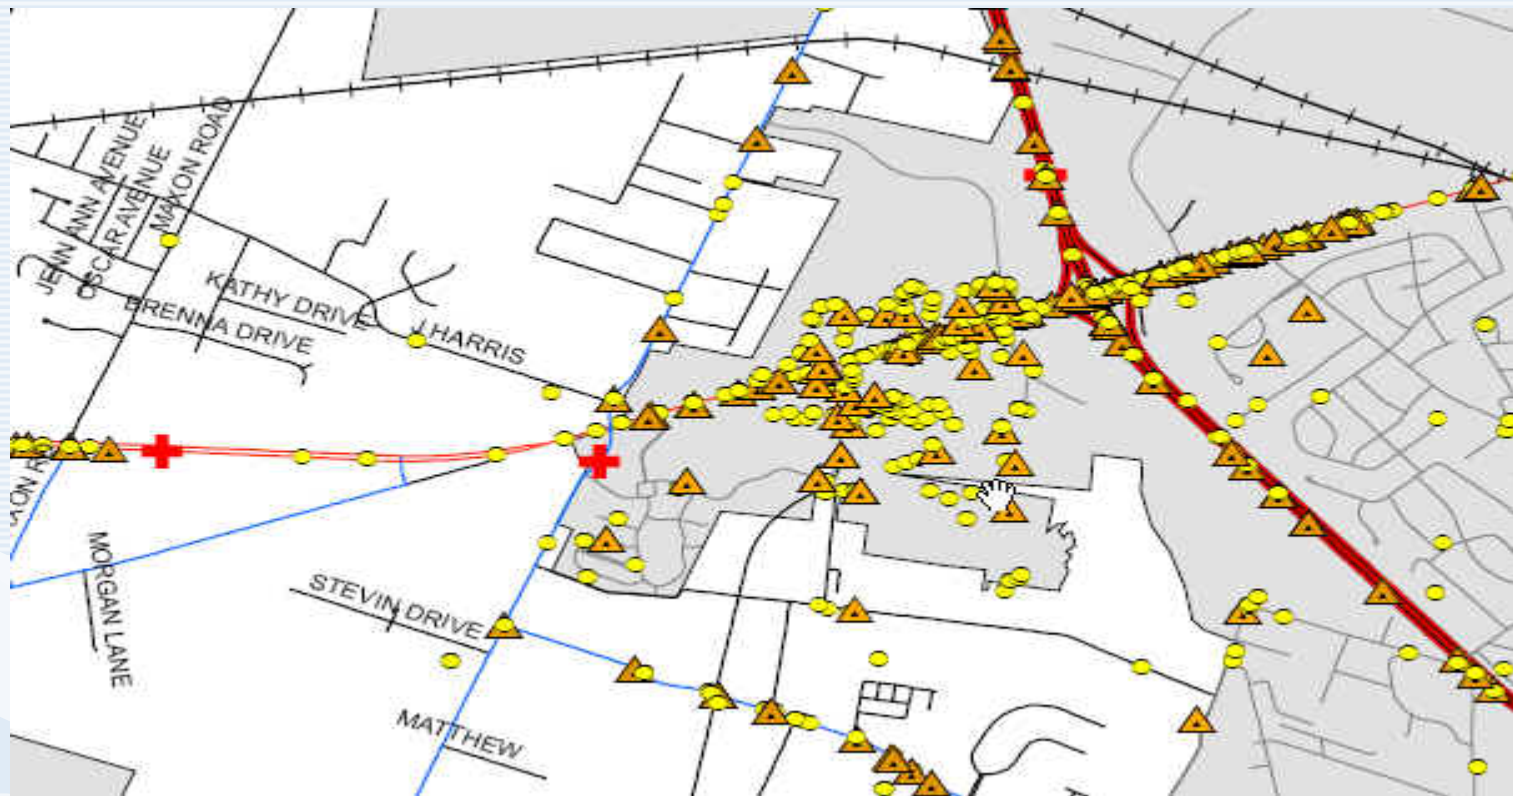 JENN ANN AVENUE
OSCAR AVENUE
MAXON ROAD
KATHY DRIVE
BRENNA DRIVE
J HARRIS
MORGAN LANE
STEVIN DRIVE
MATTHEW